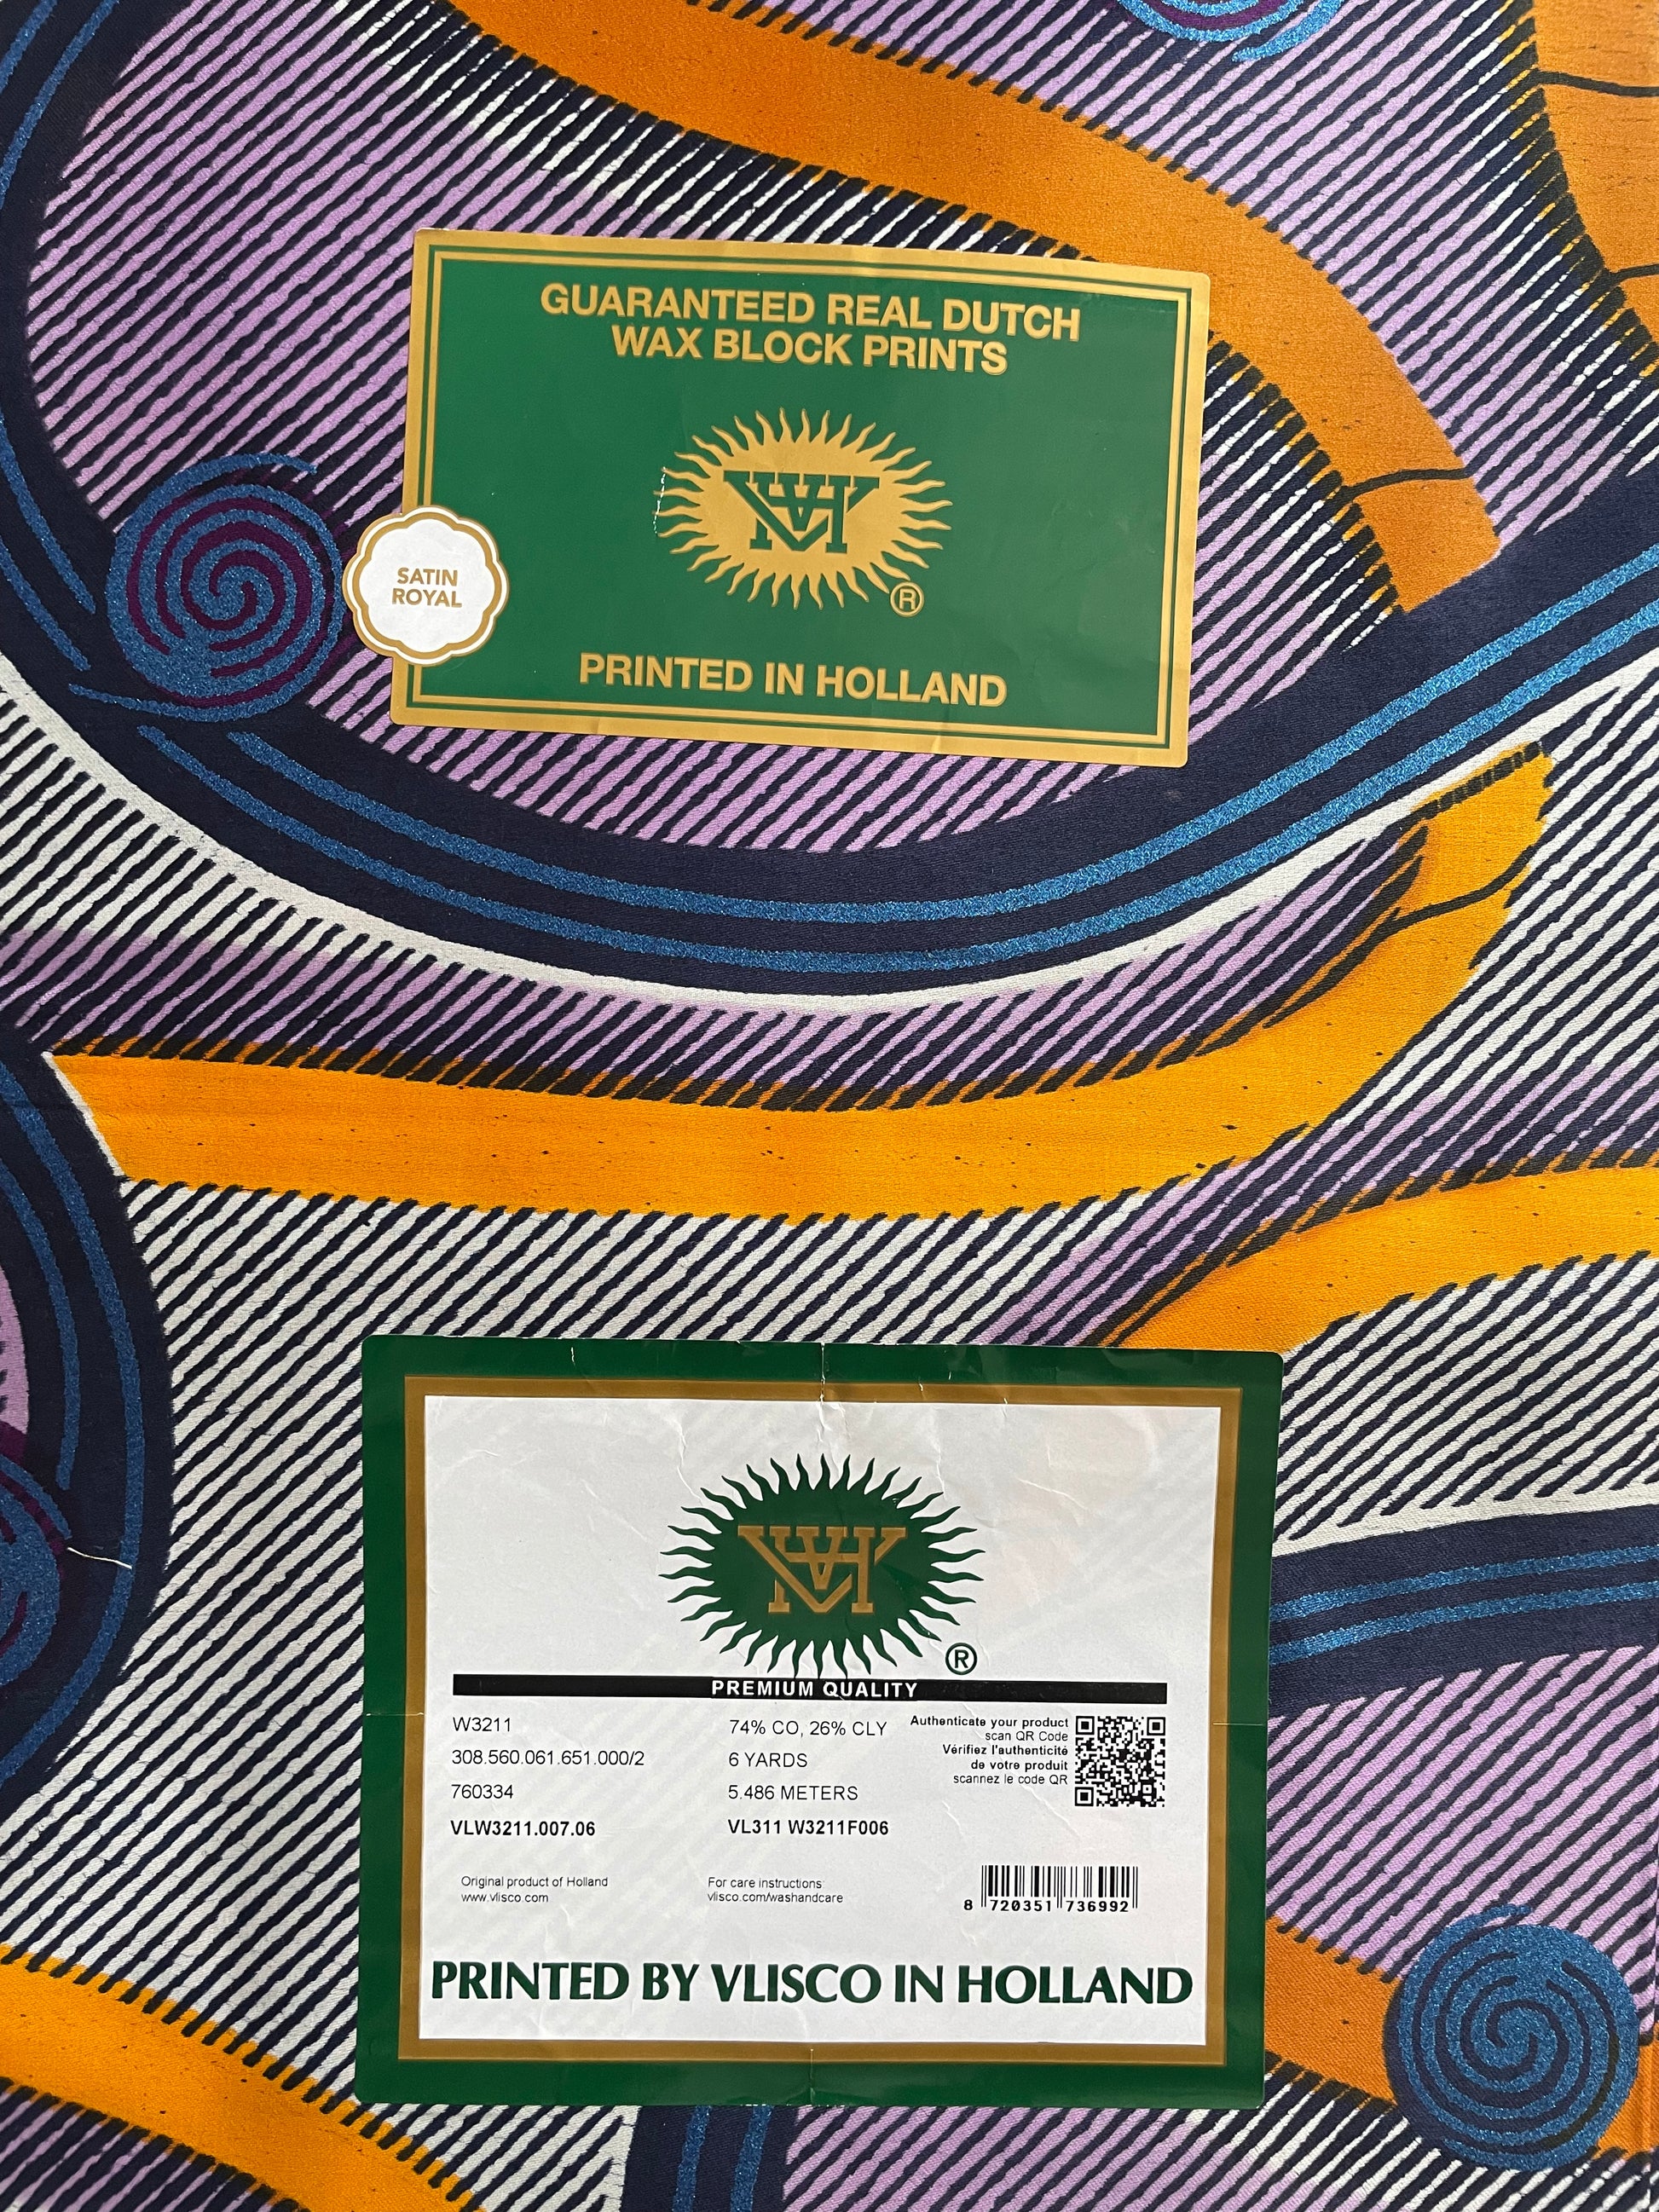 GUARANTEED REAL DUTCH
WAX BLOCK PRINTS
VH
®
SATIN
ROYAL
PRINTED IN HOLLAND
VH
®
PREMIUM QUALITY
W3211
308.560.061.651.000/2
760334
VLW3211.007.06
74% CO, 26% CLY
6 YARDS
5.486 METERS
VL311 W3211F006
Authenticate your product
scan QR Code
Vérifiez l'authenticité
de votre produit
scannez le code QR
Original product of Holland
www.vlisco.com
For care instructions:
vlisco.com/washandcare
8 720351 736992
PRINTED BY VLISCO IN HOLLAND